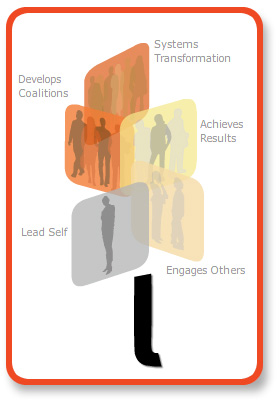 Systems
Transformation
Develops
Coalitions
Achieves
Results
Lead Self
Engages Others